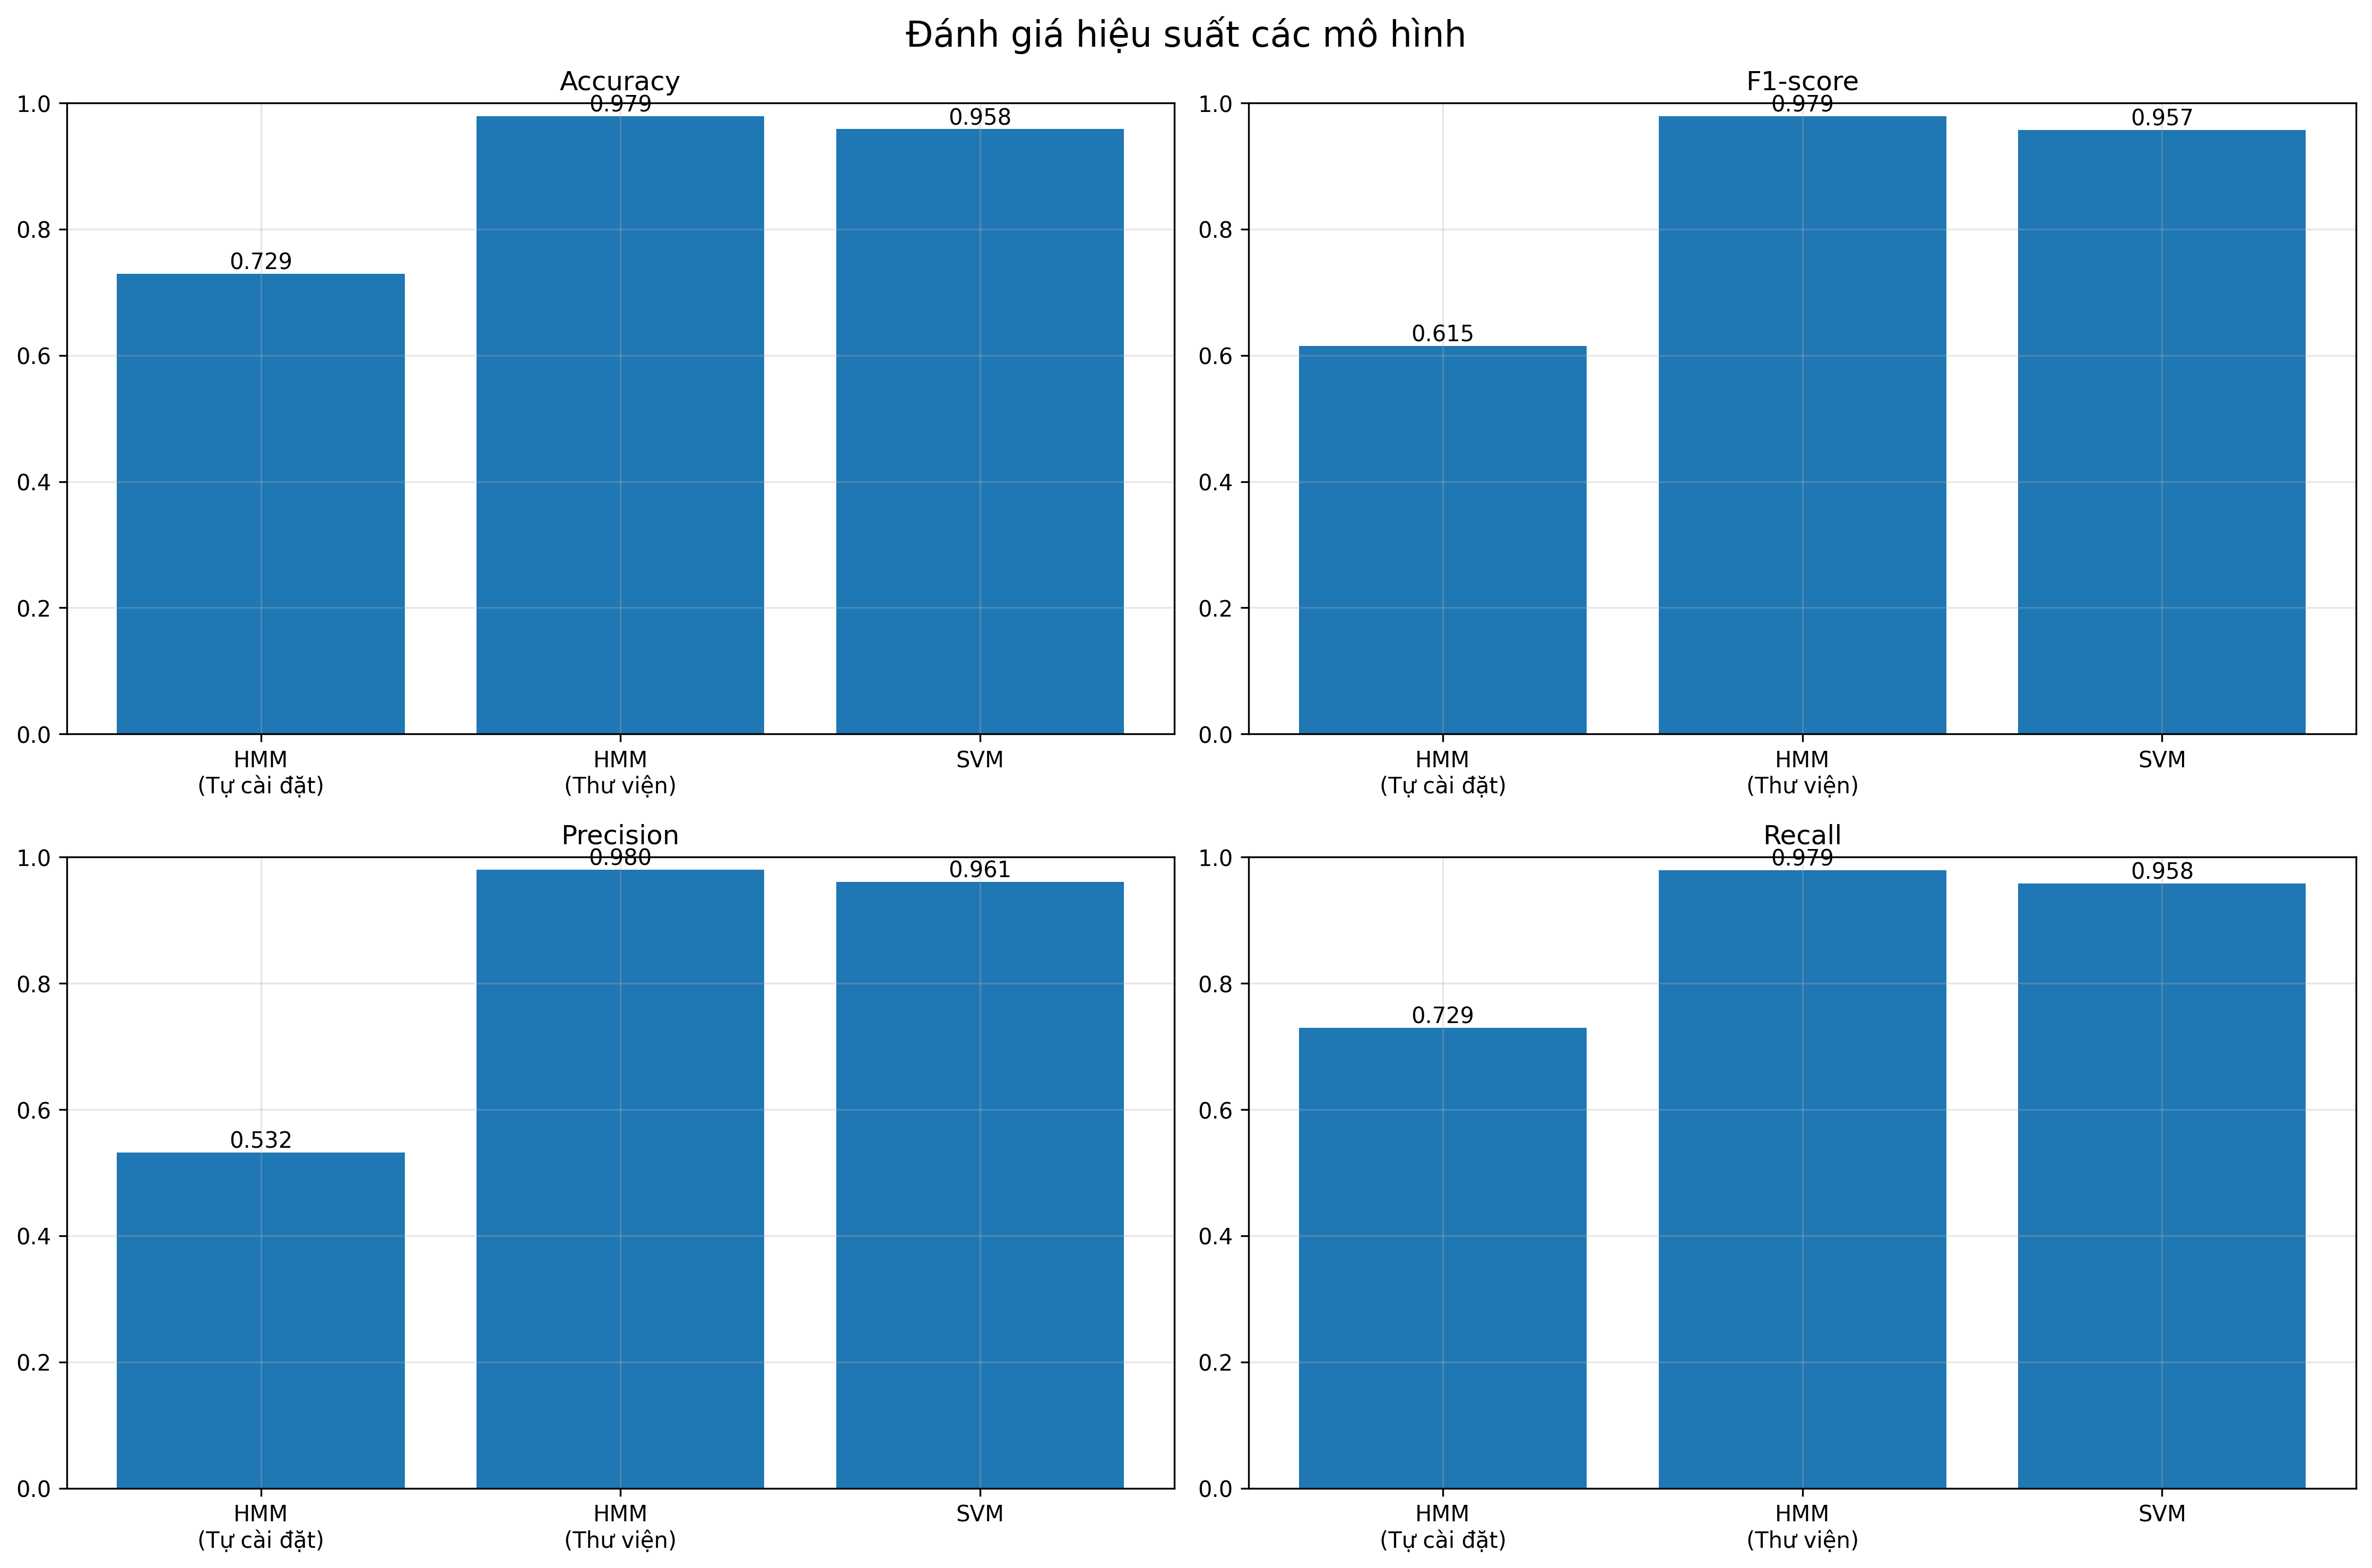 Đánh giá hiệu suất các mô hình
Accuracy
1.0
0.8
0.6
0.4
0.2
0.0
0.729
0.979
0.958
HMM
(Tự cài đặt)
HMM
(Thư viện)
SVM
F1-score
1.0
0.8
0.6
0.4
0.2
0.0
0.615
0.979
0.957
HMM
(Tự cài đặt)
HMM
(Thư viện)
SVM
Precision
1.0
0.8
0.6
0.4
0.2
0.0
0.532
0.980
0.961
HMM
(Tự cài đặt)
HMM
(Thư viện)
SVM
Recall
1.0
0.8
0.6
0.4
0.2
0.0
0.729
0.979
0.958
HMM
(Tự cài đặt)
HMM
(Thư viện)
SVM